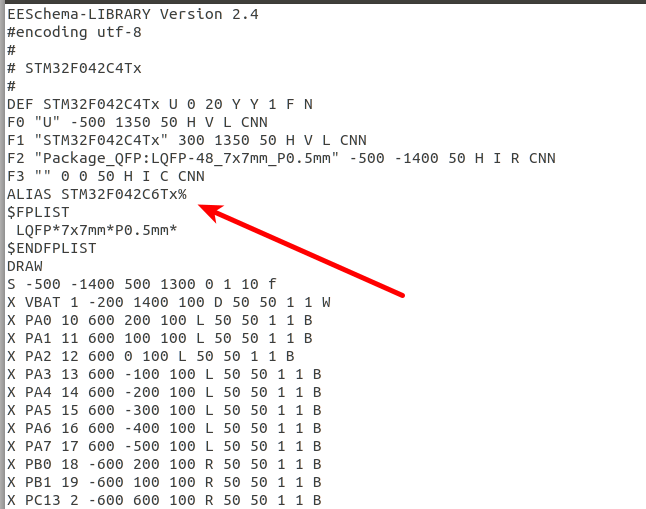 EESchema-LIBRARY Version 2.4
#encoding utf-8
#
# STM32F042C4Tx
#
DEF STM32F042C4Tx U 0 20 Y Y 1 F N
F0 "U" -500 1350 50 H V L CNN
F1 "STM32F042C4Tx" 300 1350 50 H V L CNN
F2 "Package_QFP:LQFP-48_7x7mm_P0.5mm" -500 -1400 50 H I R CNN
F3 "" 0 0 50 H I C CNN
ALIAS STM32F042C6Tx%
$FPLIST
 LQFP*7x7mm*P0.5mm*
$ENDFPLIST
DRAW
S -500 -1400 500 1300 0 1 10 f
X VBAT 1 -200 1400 100 D 50 50 1 1 W
X PA0 10 600 200 100 L 50 50 1 1 B
X PA1 11 600 100 100 L 50 50 1 1 B
X PA2 12 600 0 100 L 50 50 1 1 B
X PA3 13 600 -100 100 L 50 50 1 1 B
X PA4 14 600 -200 100 L 50 50 1 1 B
X PA5 15 600 -300 100 L 50 50 1 1 B
X PA6 16 600 -400 100 L 50 50 1 1 B
X PA7 17 600 -500 100 L 50 50 1 1 B
X PB0 18 -600 200 100 R 50 50 1 1 B
X PB1 19 -600 100 100 R 50 50 1 1 B
X PC13 2 -600 600 100 R 50 50 1 1 B